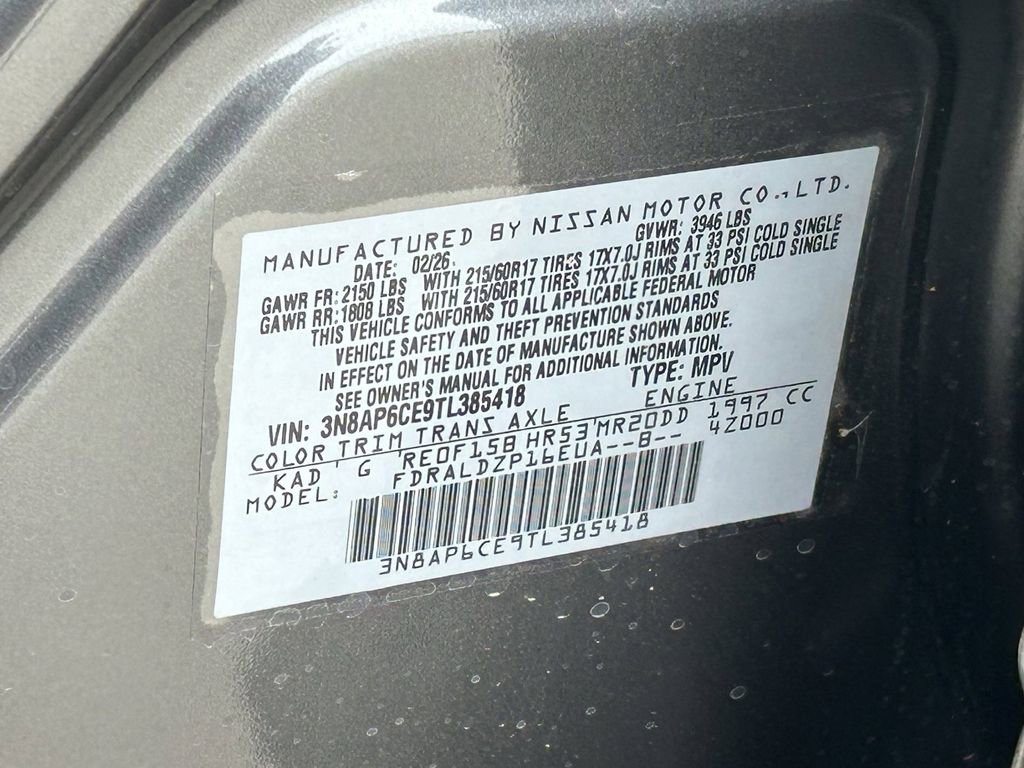 MANUFACTURED BY NISSAN MOTOR CO., LTD.
DATE: 02/26 GVWR: 3946 LBS
GAWR FR: 2150 LBS WITH 215/60R17 TIRES 17X7.0J RIMS AT 33 PSI COLD SINGLE
GAWR RR: 1808 LBS WITH 215/60R17 TIRES 17X7.0J RIMS AT 33 PSI COLD SINGLE
THIS VEHICLE CONFORMS TO ALL APPLICABLE FEDERAL MOTOR
VEHICLE SAFETY AND THEFT PREVENTION STANDARDS
IN EFFECT ON THE DATE OF MANUFACTURE SHOWN ABOVE.
SEE OWNER'S MANUAL FOR ADDITIONAL INFORMATION.
VIN: 3N8AP6CE9TL385418 TYPE: MPV
COLOR TRIM TRANS AXLE ENGINE
KAD G RE0F15B HR53 MR20DD 1997 CC
MODEL: FDRALDZP16EUA--B-- 4Z000
3N8AP6CE9TL385418